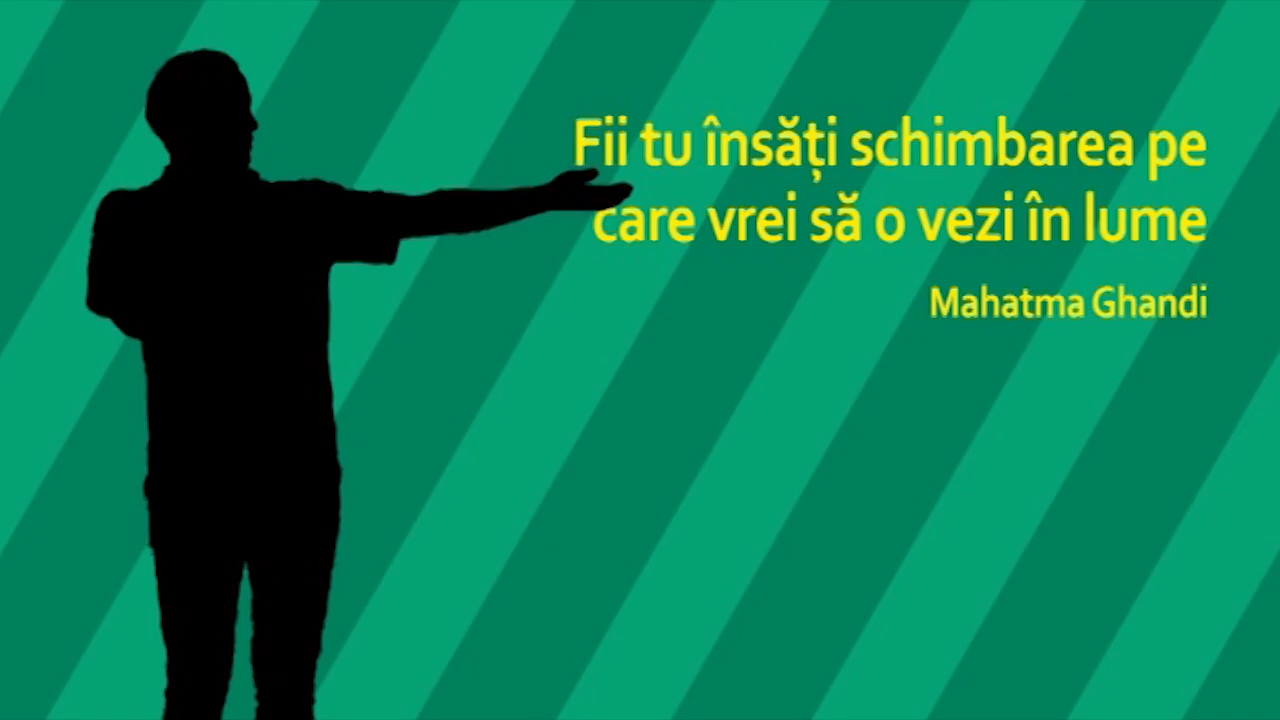 Fii tu însăți schimbarea pe
care vrei să o vezi în lume
Mahatma Ghandi